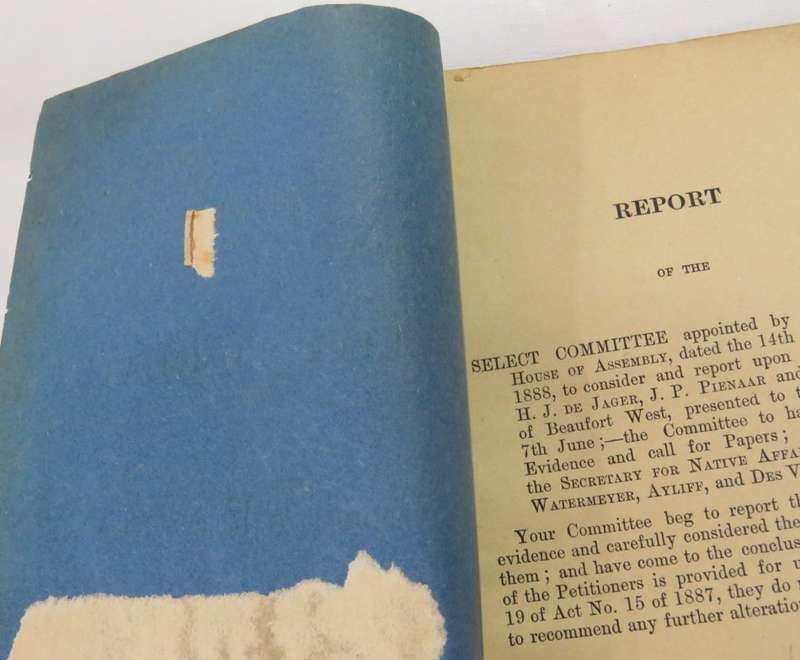 REPORT
OF THE
SELECT COMMITTEE appointed by
HOUSE OF ASSEMBLY, dated the 14th
1888, to consider and report upon
H. J. DE JAGER, J. P. PIENAAR and
of Beaufort West, presented to
7th June;—the Committee to
Evidence and call for Papers;
the SECRETARY FOR NATIVE
WATERMEYER, AYLIFF, and DES
Your Committee beg to report
evidence and carefully considered
them; and have come to the
of the Petitioners is provided for
19 of Act No. 15 of 1887, they do
to recommend any further